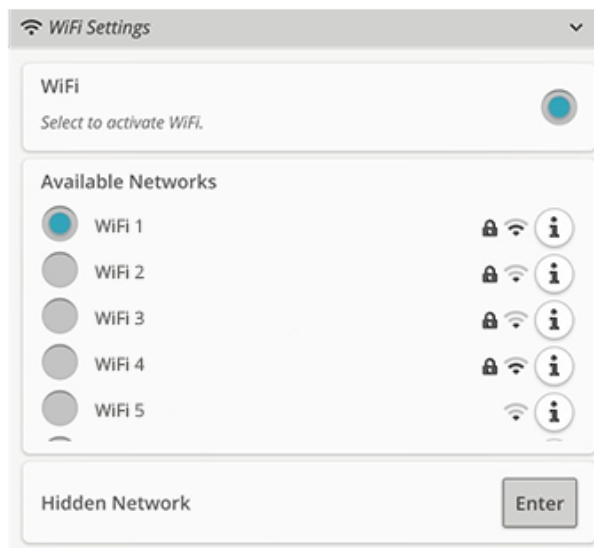 WiFi Settings
WiFi
Select to activate WiFi.
Available Networks
WiFi 1
WiFi 2
WiFi 3
WiFi 4
WiFi 5
Hidden Network
Enter